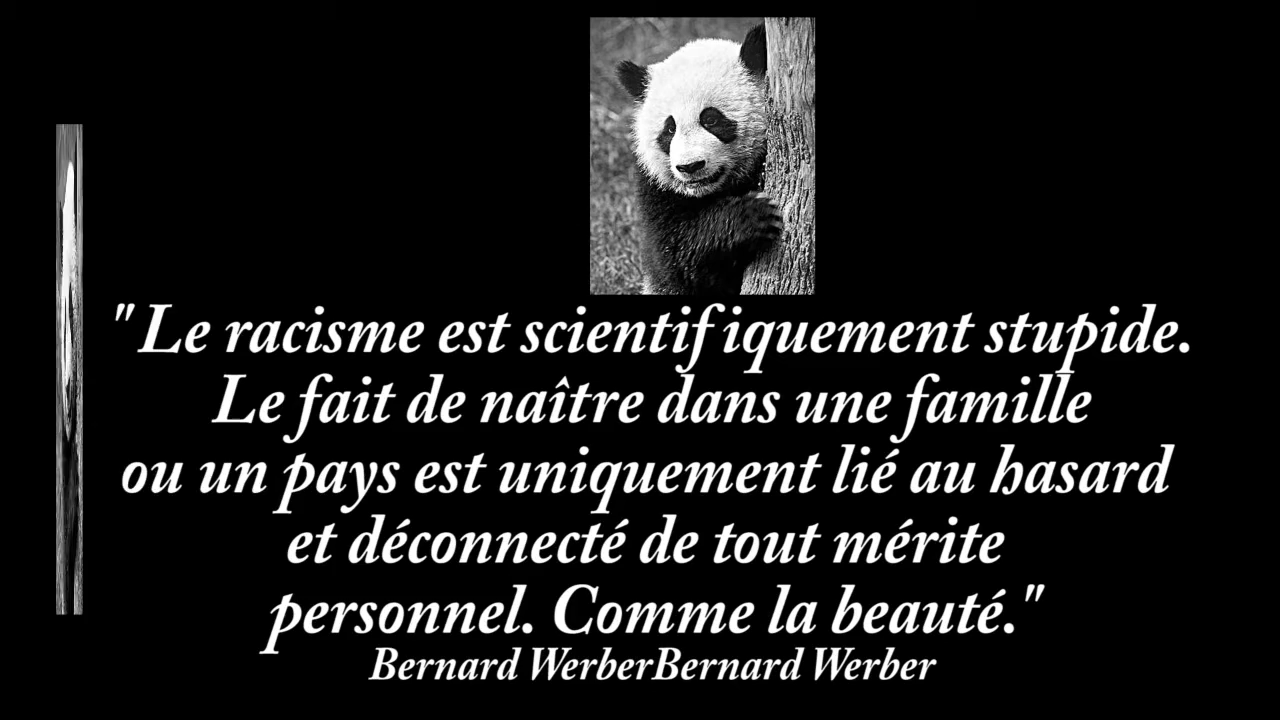 "Le racisme est scientifiquement stupide.
Le fait de naître dans une famille
ou un pays est uniquement lié au hasard
et déconnecté de tout mérite
personnel. Comme la beauté."
Bernard WerberBernard Werber